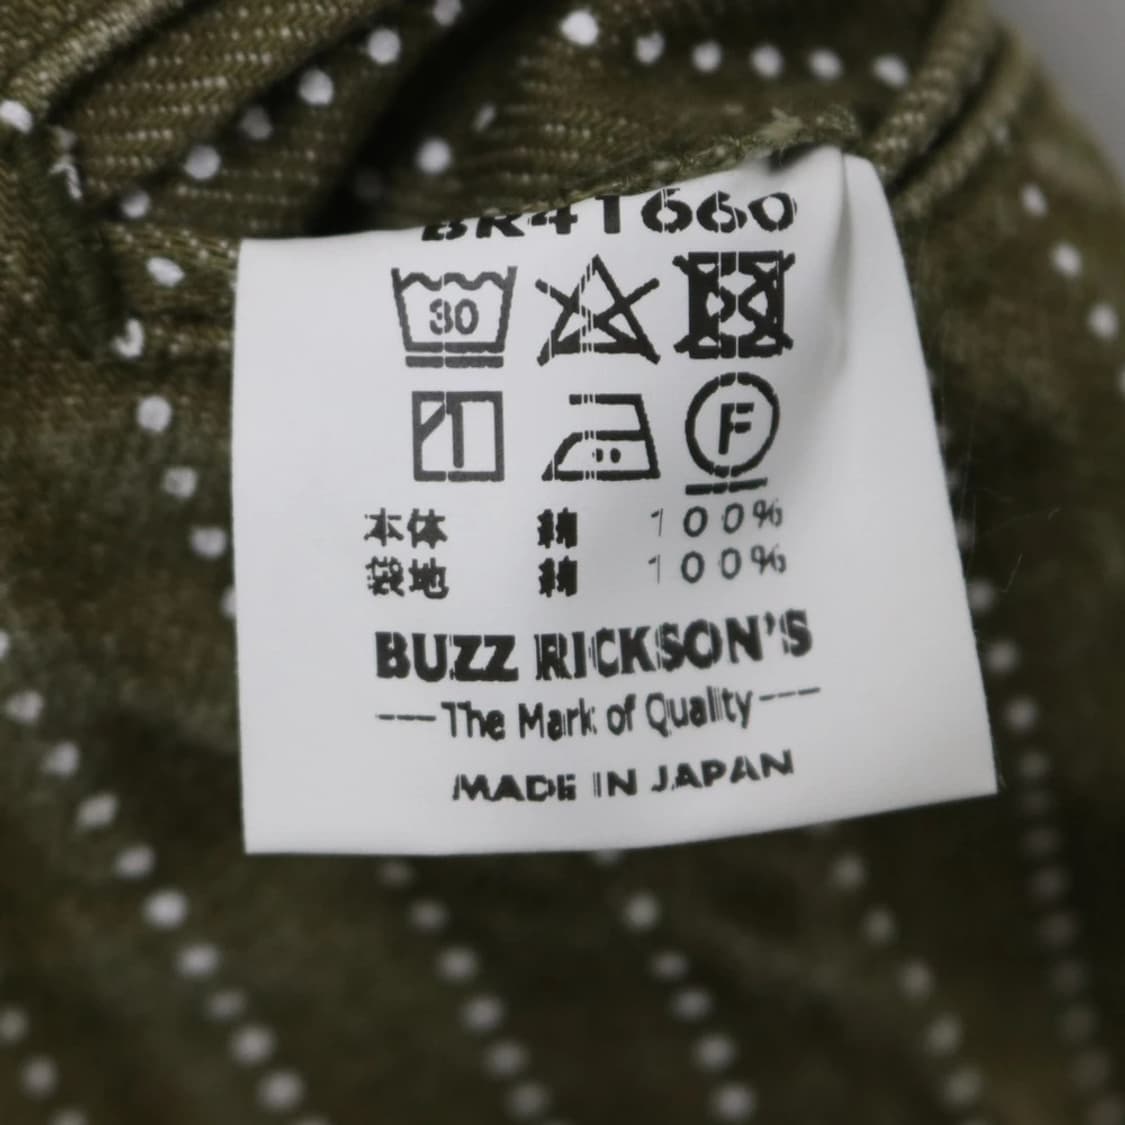 BR41660
30
F
本体 綿 100%
袋地 綿 100%
BUZZ RICKSON'S
---The Mark of Quality---
MADE IN JAPAN